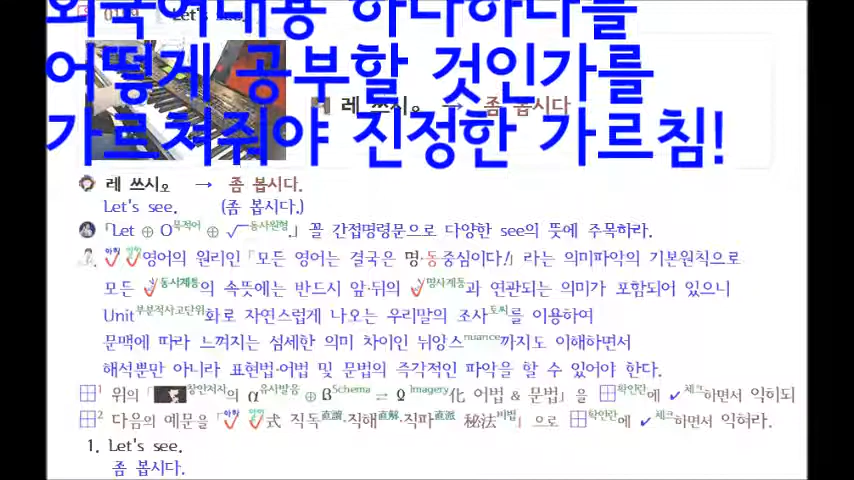 외국어내용 하나하나를
어떻게 공부할 것인가를
가르쳐줘야 진정한 가르침!
Let's see.
레 쓰시。 → 좀 봅시다
레 쓰시。 → 좀 봅시다.
Let's see. (좀 봅시다.)
「Let ⊕ O목적어 ⊕ √동사원형.」 꼴 간접명령문으로 다양한 see의 뜻에 주목하라.
영어의 원리인 「모든 영어는 결국은 명·동중심이다!」 라는 의미파악의 기본원칙으로
모든 동사계통의 속뜻에는 반드시 앞·뒤의 명사계통과 연관되는 의미가 포함되어 있으니
Unit부분적사고단위화로 자연스럽게 나오는 우리말의 조사토씨를 이용하여
문맥에 따라 느껴지는 섬세한 의미 차이인 뉘앙스nuance까지도 이해하면서
해석뿐만 아니라 표현법·어법 및 문법의 즉각적인 파악을 할 수 있어야 한다.
1 위의 「창안저자의 α유사발음 ⊕ βSchema ⇌ Ω Imagery化 어법 & 문법」을 확인란에 ✔체크하면서 익히되
2 다음의 예문을 「式 직독直讀·직해直解·직파直派 秘法비법」으로 확인란에 ✔체크하면서 익혀라.
1. Let's see.
좀 봅시다.